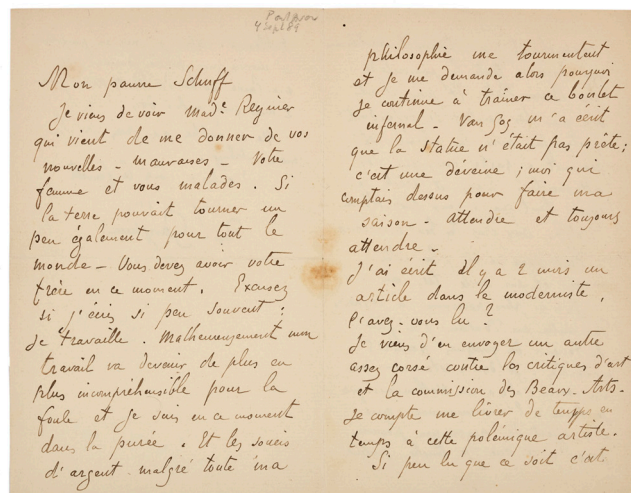 4 Sept 89
Mon pauvre Schuff
Je viens de voir Made Regnier
qui vient de me donner de vos
nouvelles - mauvaises - Votre
femme et vous malades. Si
la terre pouvait tourner un
peu également pour tout le
monde - Vous devez avoir votre
frère en ce moment. Excusez
si j'écris si peu souvent :
Je travaille. Malheureusement mon
travail va devenir de plus en
plus incompréhensible pour la
foule et je suis en ce moment
dans la purée. Et les soucis
d'argent malgré toute ma
philosophie me tourmentent
et je me demande alors pourquoi
je continue à traîner ce boulet
infernal - Van Gog m'a écrit
que la Statue n'était pas prête ;
c'est une déveine ; moi qui
comptais dessus pour faire ma
saison - attendre et toujours
attendre -
J'ai écrit il y a 2 mois un
article dans le moderniste,
l'avez-vous lu ?
Je viens d'en envoyer un autre
assez corsé contre les critiques d'art
et la commission des Beaux-Arts -
Je compte me livrer de temps en
temps à cette polémique artiste.
Si peu lu que ce soit c'est